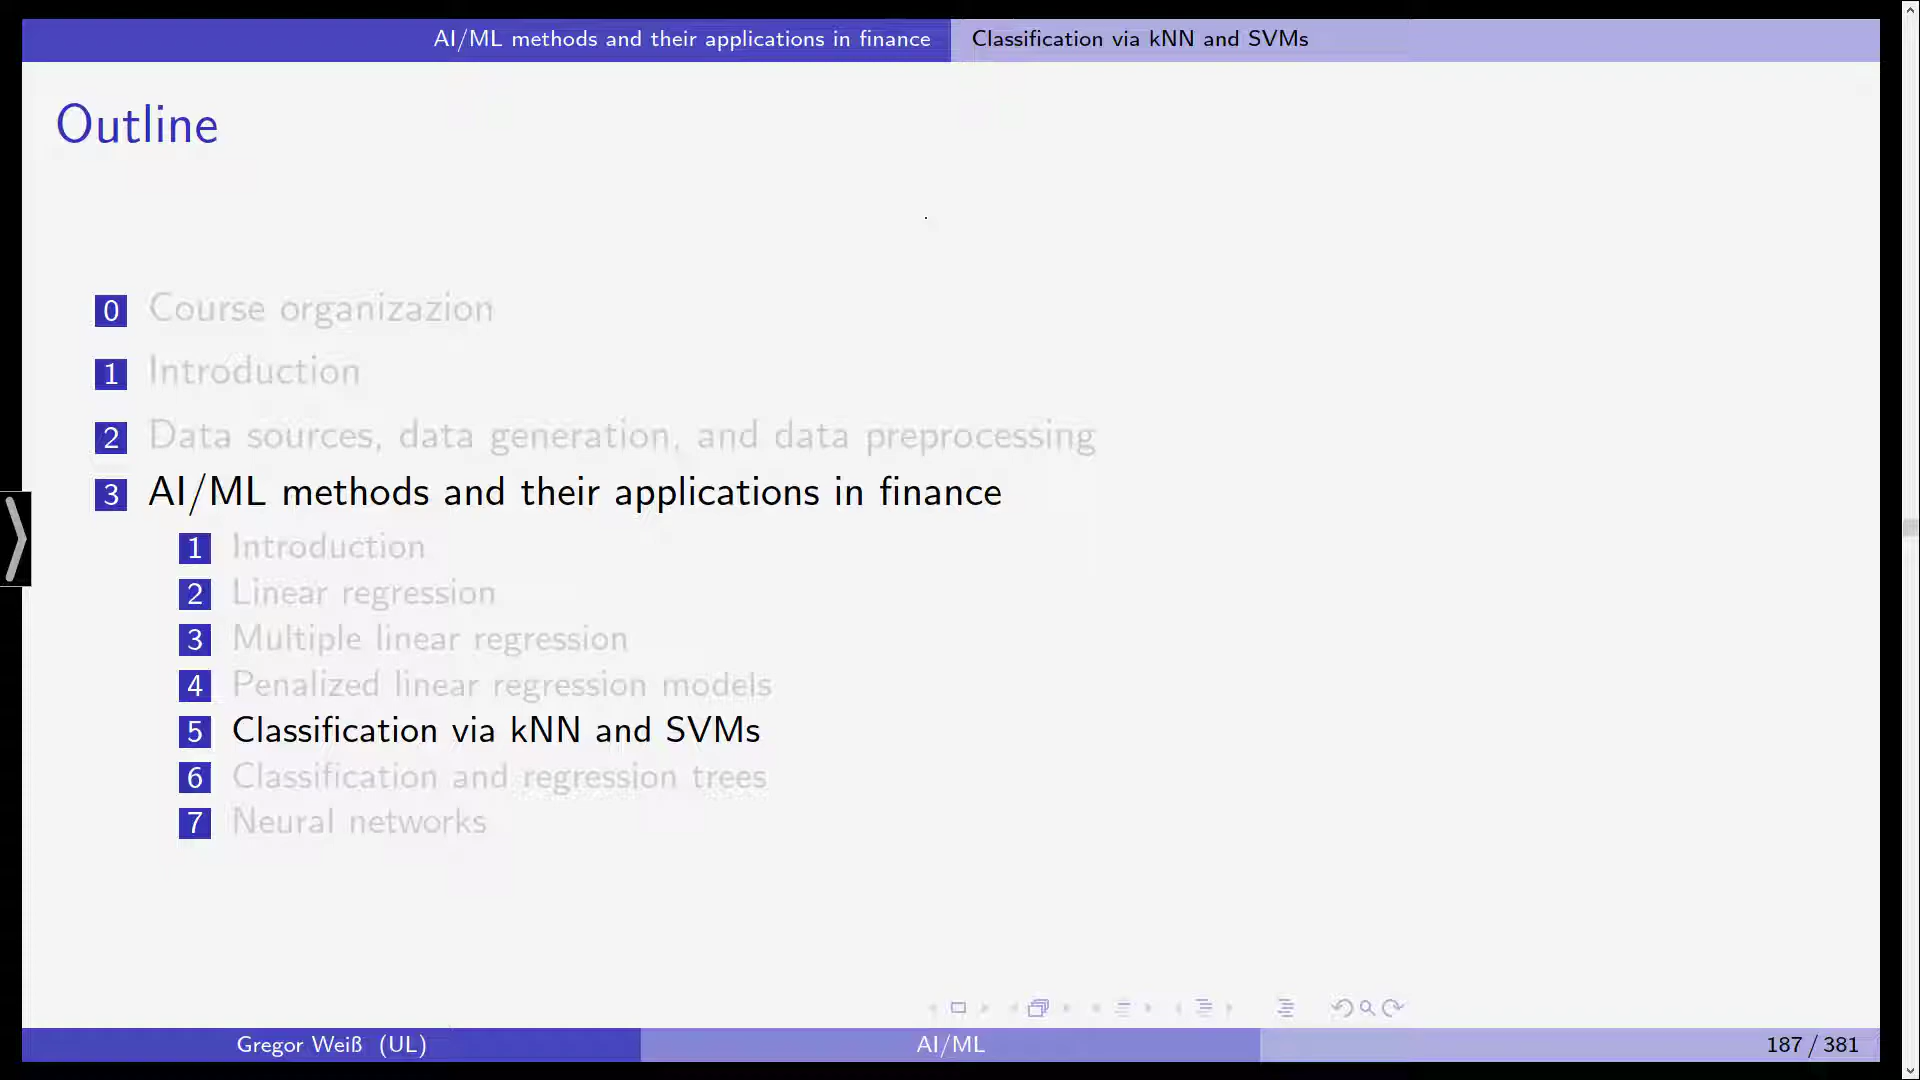 AI/ML methods and their applications in finance Classification via kNN and SVMs
Outline
0 Course organizazion
1 Introduction
2 Data sources, data generation, and data preprocessing
3 AI/ML methods and their applications in finance
1 Introduction
2 Linear regression
3 Multiple linear regression
4 Penalized linear regression models
5 Classification via kNN and SVMs
6 Classification and regression trees
7 Neural networks
Gregor Weiß (UL) AI/ML 187 / 381